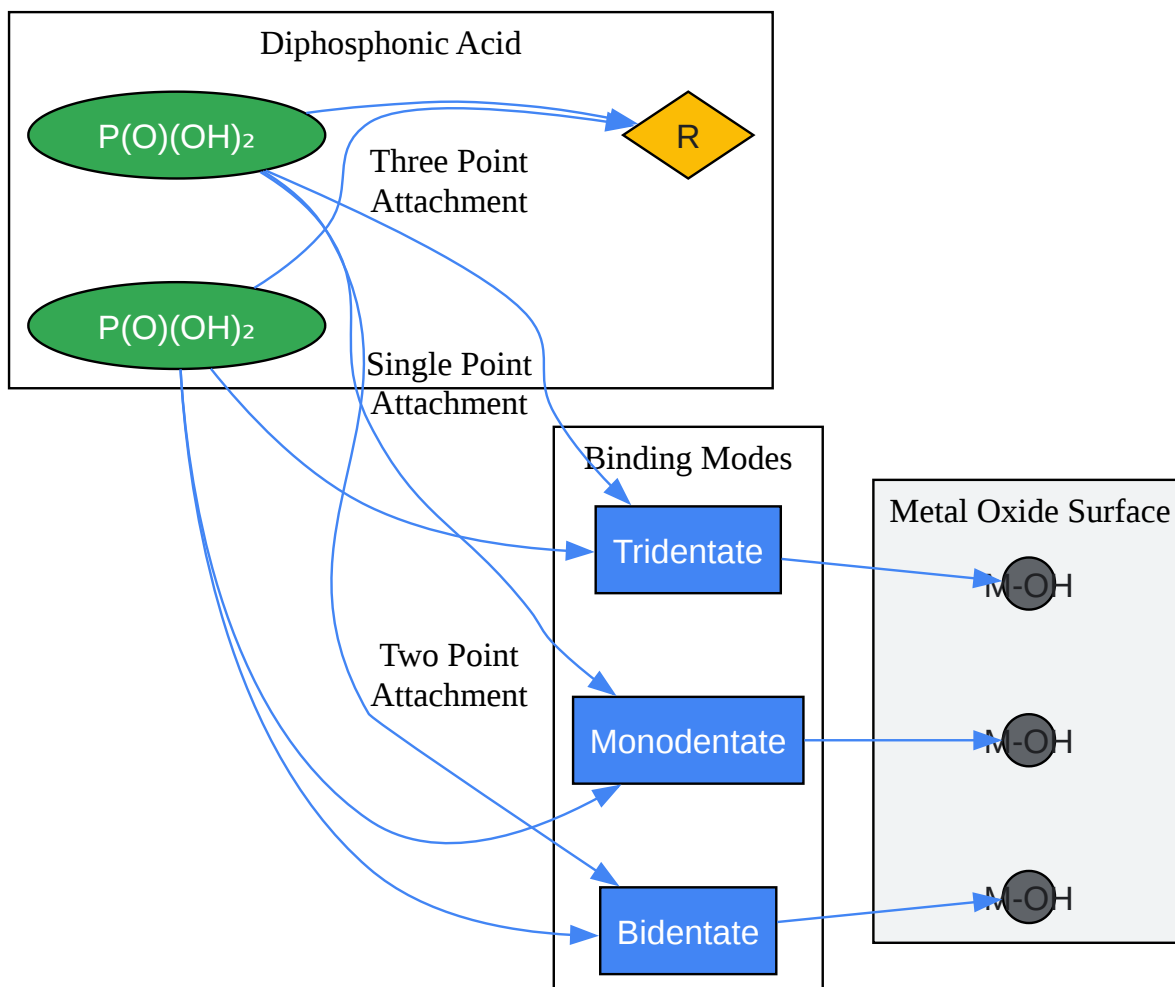 Diphosphonic Acid
P(O)(OH)₂
R
Three Point
Attachment
P(O)(OH)₂
Single Point
Attachment
Binding Modes
Metal Oxide Surface
Tridentate
M-OH
Two Point
Attachment
Monodentate
M-OH
Bidentate
M-OH